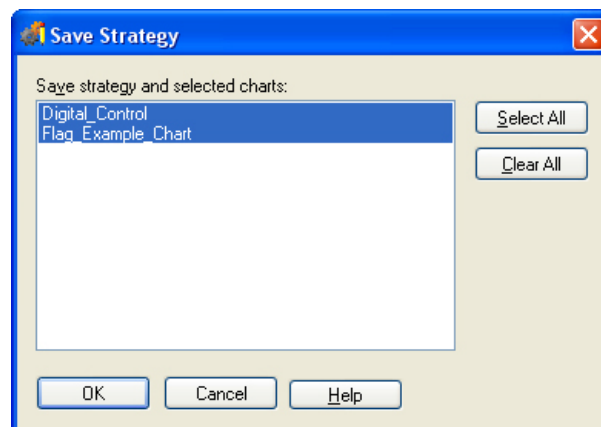 Save Strategy
Save strategy and selected charts:
Digital_Control
Flag_Example_Chart
Select All
Clear All
OK Cancel Help